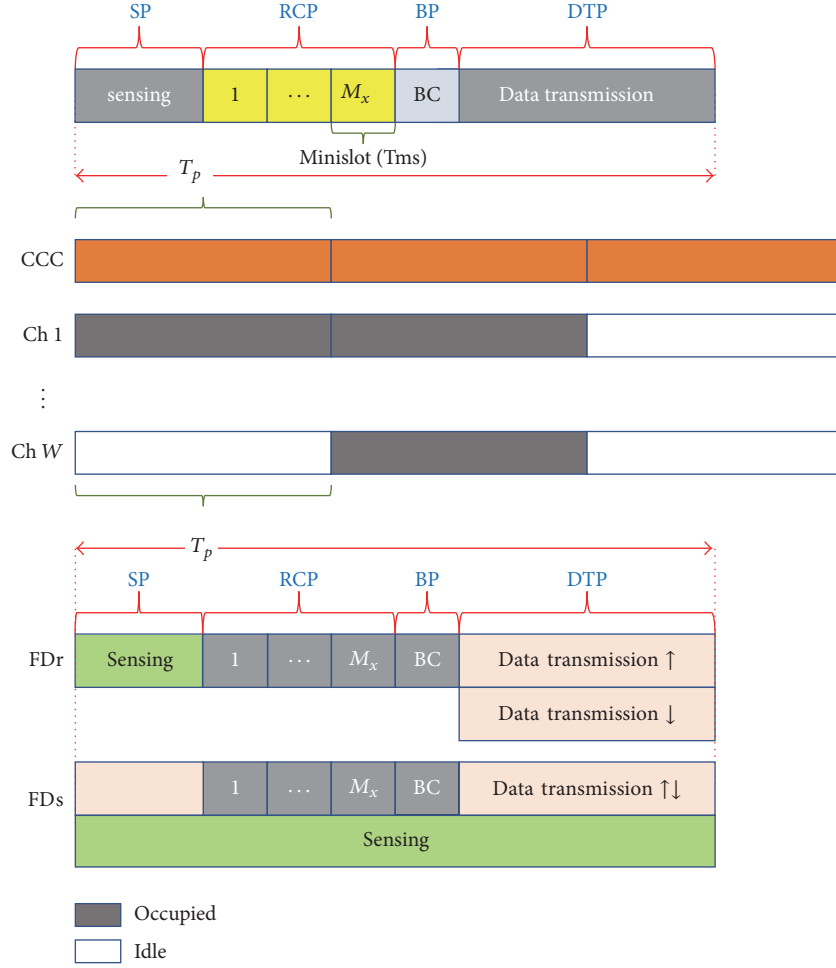 SP RCP BP DTP
sensing 1 ... M_x BC Data transmission
Minislot (Tms)
T_p
CCC
Ch 1
⋮
Ch W
T_p
SP RCP BP DTP
FDr Sensing 1 ... M_x BC Data transmission ↑
Data transmission ↓
FDs 1 ... M_x BC Data transmission ↑↓
Sensing
Occupied
Idle